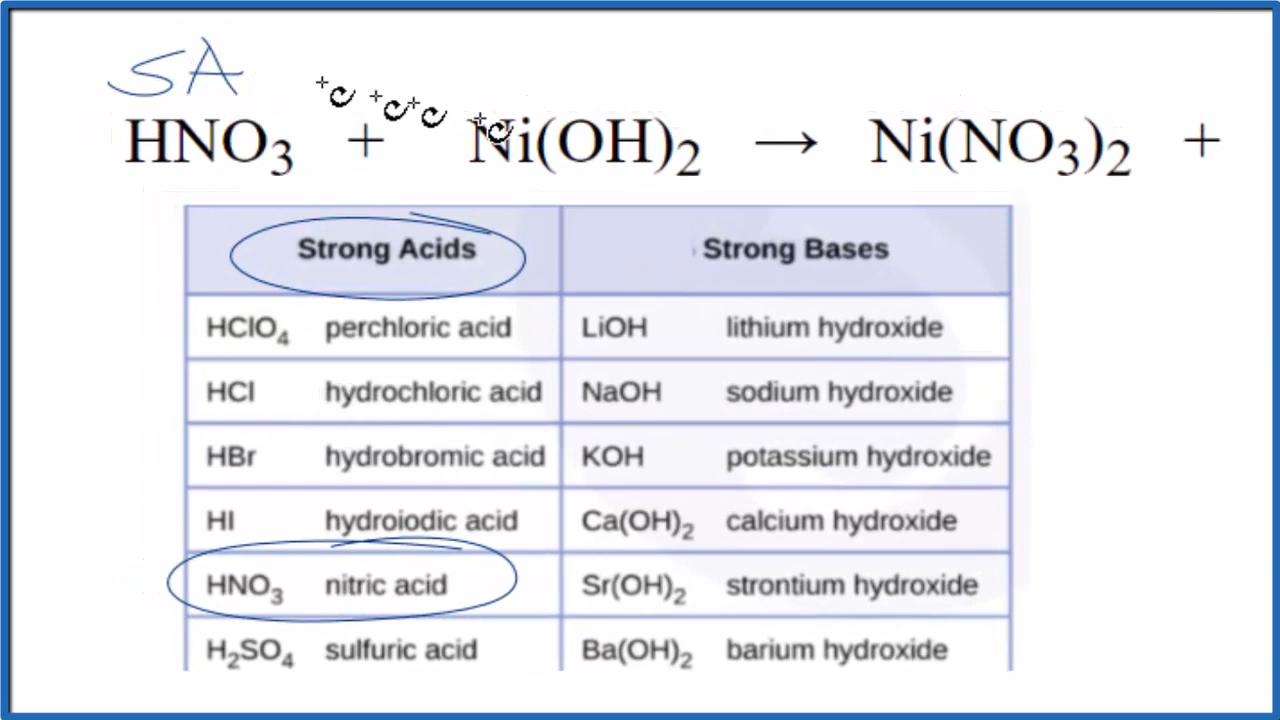 SA
HNO₃ + Ni(OH)₂ → Ni(NO₃)₂ +
Strong Acids Strong Bases
HClO₄ perchloric acid LiOH lithium hydroxide
HCl hydrochloric acid NaOH sodium hydroxide
HBr hydrobromic acid KOH potassium hydroxide
HI hydroiodic acid Ca(OH)₂ calcium hydroxide
HNO₃ nitric acid Sr(OH)₂ strontium hydroxide
H₂SO₄ sulfuric acid Ba(OH)₂ barium hydroxide